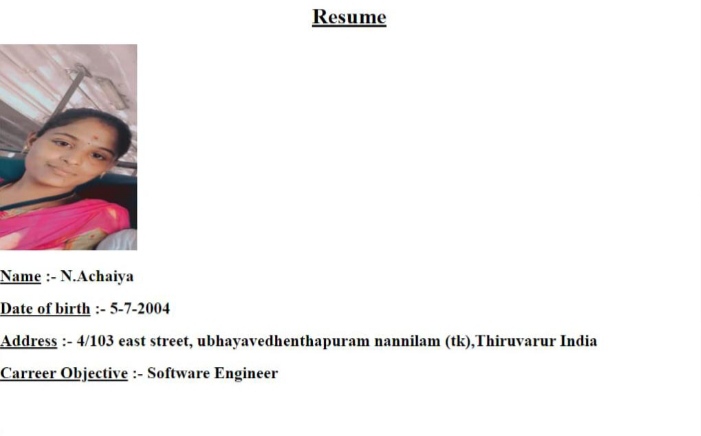 Resume
Name :- N.Achaiya
Date of birth :- 5-7-2004
Address :- 4/103 east street, ubhayavedhenthapuram nannilam (tk),Thiruvarur India
Carreer Objective :- Software Engineer